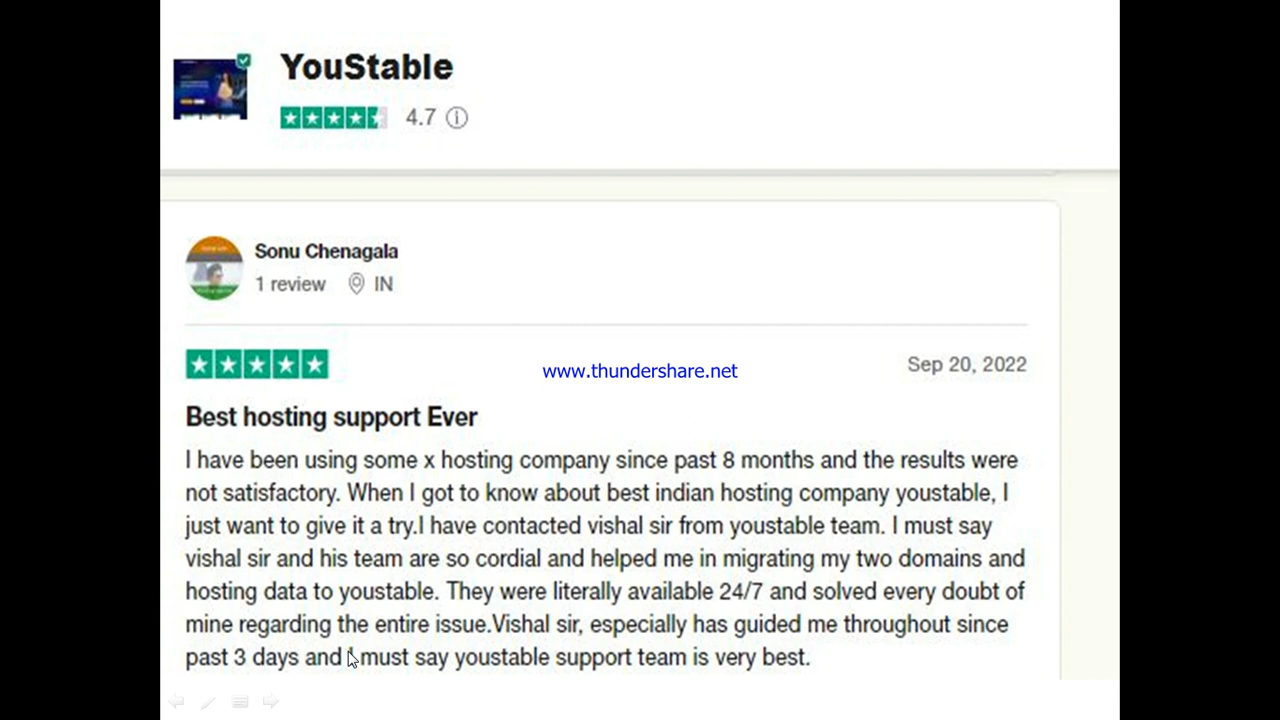 YouStable
4.7
Sonu Chenagala
1 review IN
www.thundershare.net
Sep 20, 2022
Best hosting support Ever
I have been using some x hosting company since past 8 months and the results were
not satisfactory. When I got to know about best indian hosting company youstable, I
just want to give it a try.I have contacted vishal sir from youstable team. I must say
vishal sir and his team are so cordial and helped me in migrating my two domains and
hosting data to youstable. They were literally available 24/7 and solved every doubt of
mine regarding the entire issue.Vishal sir, especially has guided me throughout since
past 3 days and I must say youstable support team is very best.